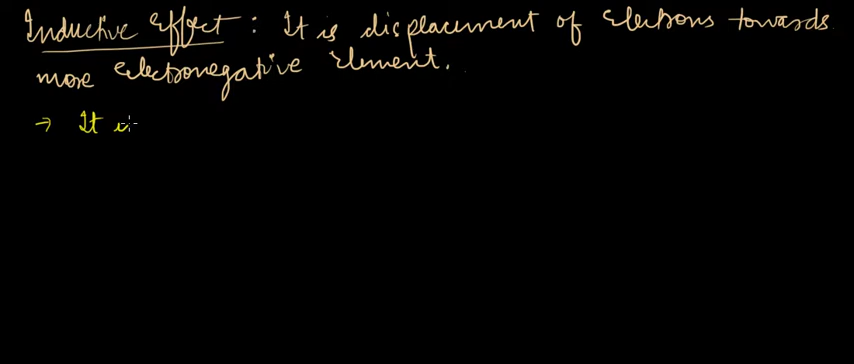 Inductive Effect : It is displacement of Electrons towards
more Electronegative Element.
→ It i